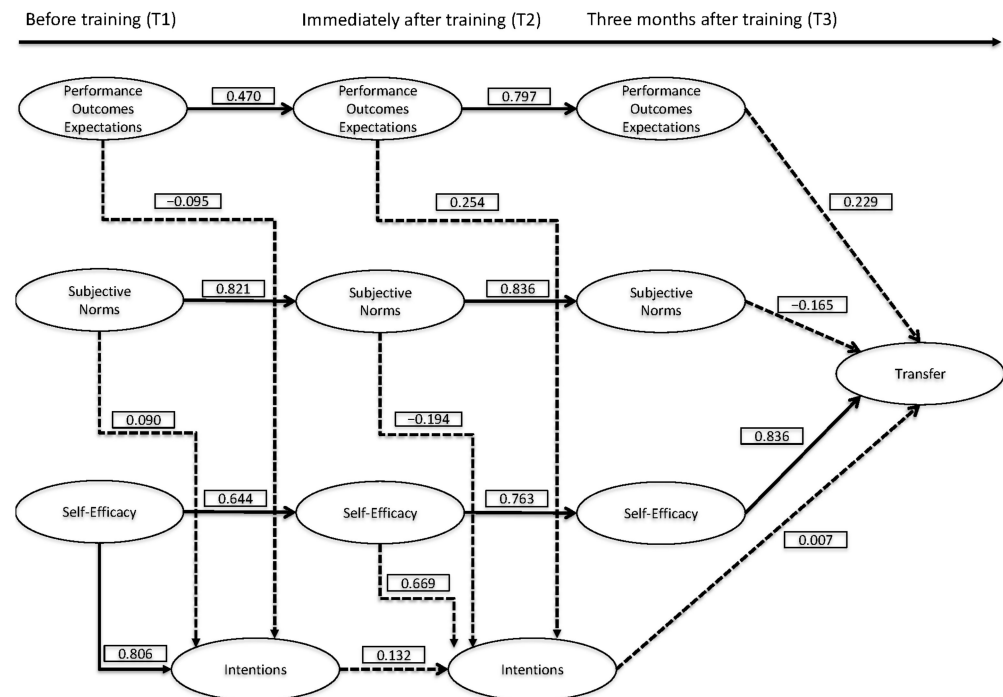 Before training (T1)
Immediately after training (T2)
Three months after training (T3)
Performance
Outcomes
Expectations
0.470
Performance
Outcomes
Expectations
0.797
Performance
Outcomes
Expectations
−0.095
0.254
0.229
Subjective
Norms
0.821
Subjective
Norms
0.836
Subjective
Norms
−0.165
Transfer
0.090
−0.194
0.836
Self-Efficacy
0.644
Self-Efficacy
0.763
Self-Efficacy
0.007
0.669
0.806
Intentions
0.132
Intentions